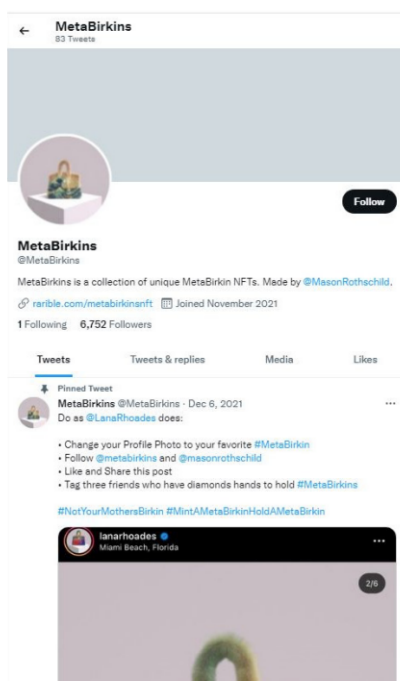 MetaBirkins
83 Tweets
Follow
MetaBirkins
@MetaBirkins
MetaBirkins is a collection of unique MetaBirkin NFTs. Made by @MasonRothschild.
rarible.com/metabirkinsnft Joined November 2021
1 Following 6,752 Followers
Tweets Tweets & replies Media Likes
Pinned Tweet
MetaBirkins @MetaBirkins · Dec 6, 2021
Do as @LanaRhoades does:
• Change your Profile Photo to your favorite #MetaBirkin
• Follow @metabirkins and @masonrothschild
• Like and Share this post
• Tag three friends who have diamonds hands to hold #MetaBirkins
#NotYourMothersBirkin #MintAMetaBirkinHoldAMetaBirkin
lanarhoades
Miami Beach, Florida
2/6